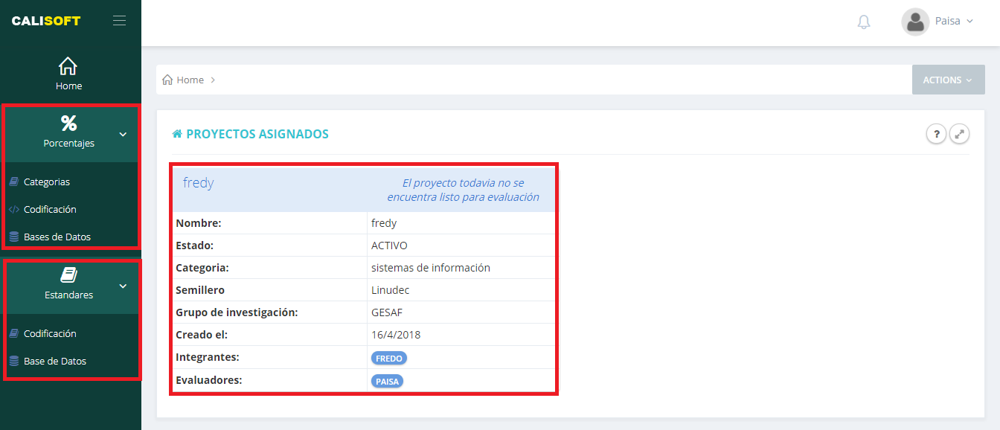 CALISOFT
Paisa
Home
Home
ACTIONS
Porcentajes
Categorias
Codificación
Bases de Datos
Estandares
Codificación
Base de Datos
PROYECTOS ASIGNADOS
?
fredy
El proyecto todavia no se
encuentra listo para evaluación
Nombre: fredy
Estado: ACTIVO
Categoria: sistemas de información
Semillero Linudec
Grupo de investigación: GESAF
Creado el: 16/4/2018
Integrantes: FREDO
Evaluadores: PAISA